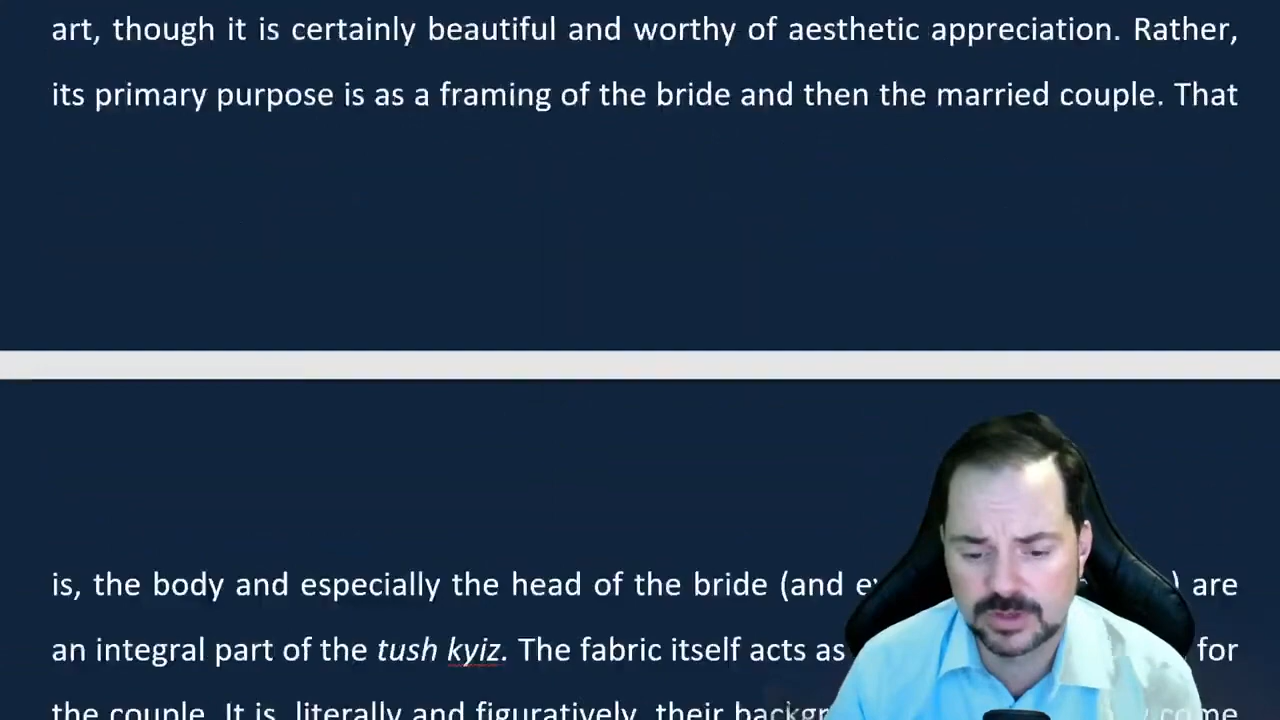 art, though it is certainly beautiful and worthy of aesthetic appreciation. Rather,
its primary purpose is as a framing of the bride and then the married couple. That
is, the body and especially the head of the bride (and ) are
an integral part of the tush kyiz. The fabric itself acts as for
the couple. It is, literally and figuratively, their come